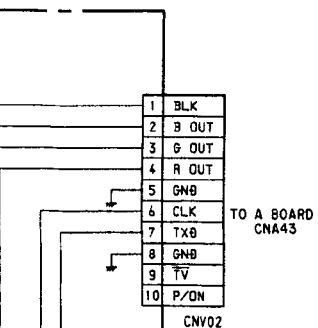 1 BLK
2 B OUT
3 G OUT
4 R OUT
5 GND
6 CLK
7 TXD
8 GND
9 T̅V̅
10 P/ON
TO A BOARD
CNA43
CNV02